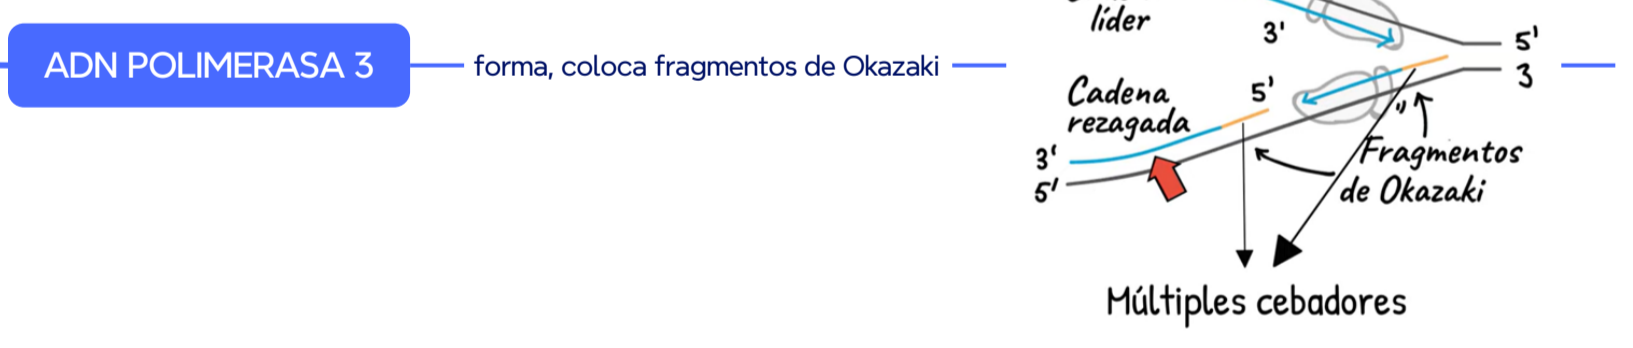 ADN POLIMERASA 3
forma, coloca fragmentos de Okazaki
líder
3'
5'
3
Cadena
rezagada
5'
3'
5'
Fragmentos
de Okazaki
Múltiples cebadores